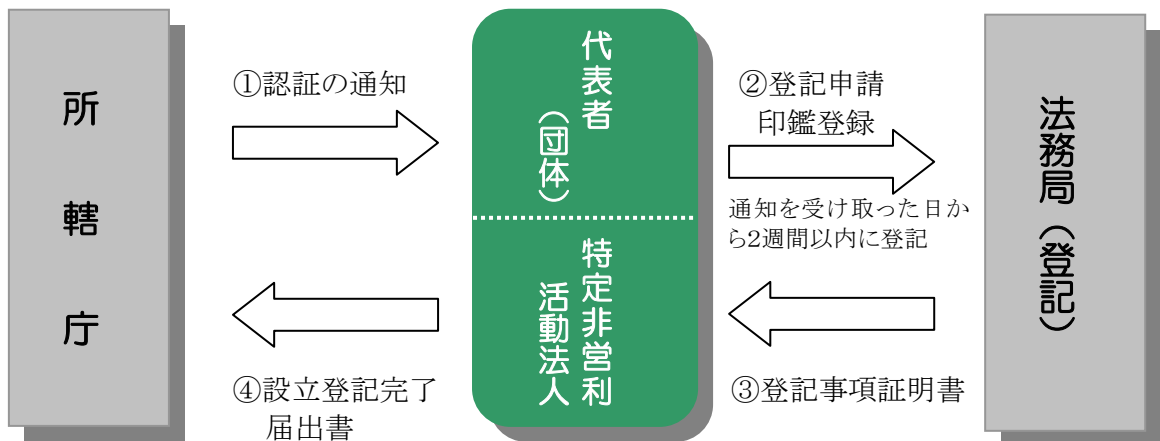 所轄庁
①認証の通知
代表者
（団体）
②登記申請
印鑑登録
通知を受け取った日か
ら2週間以内に登記
法務局（登記）
特定非営利
活動法人
③登記事項証明書
④設立登記完了
届出書